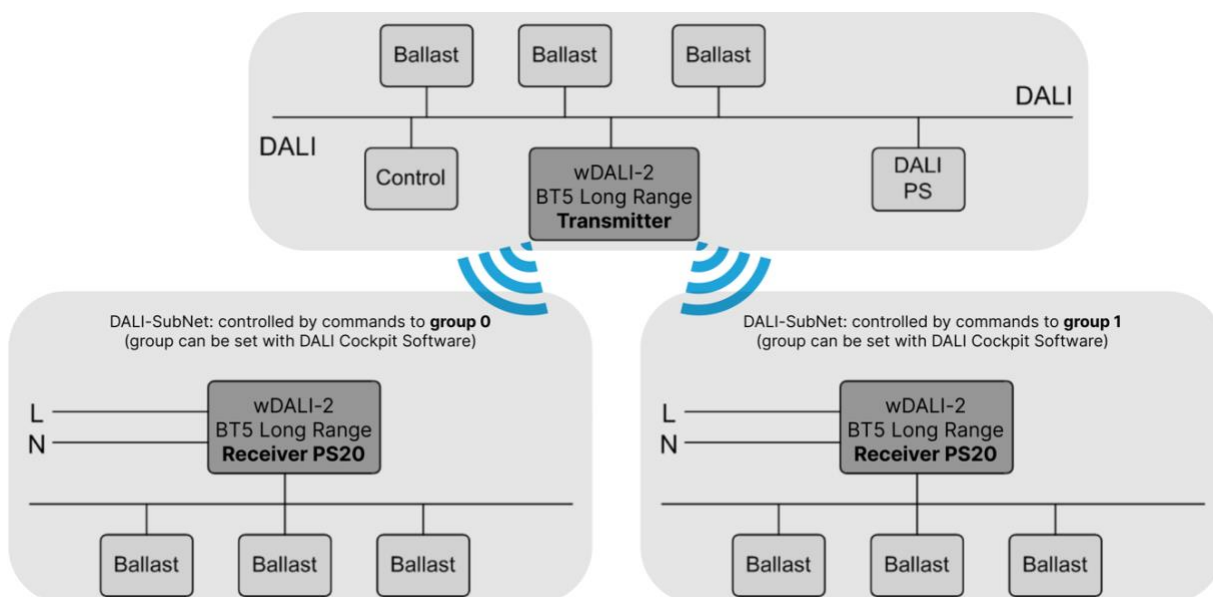 Ballast
Ballast
Ballast
DALI
DALI
Control
wDALI-2
BT5 Long Range
Transmitter
DALI
PS
DALI-SubNet: controlled by commands to group 0
(group can be set with DALI Cockpit Software)
L
N
wDALI-2
BT5 Long Range
Receiver PS20
Ballast
Ballast
Ballast
DALI-SubNet: controlled by commands to group 1
(group can be set with DALI Cockpit Software)
L
N
wDALI-2
BT5 Long Range
Receiver PS20
Ballast
Ballast
Ballast